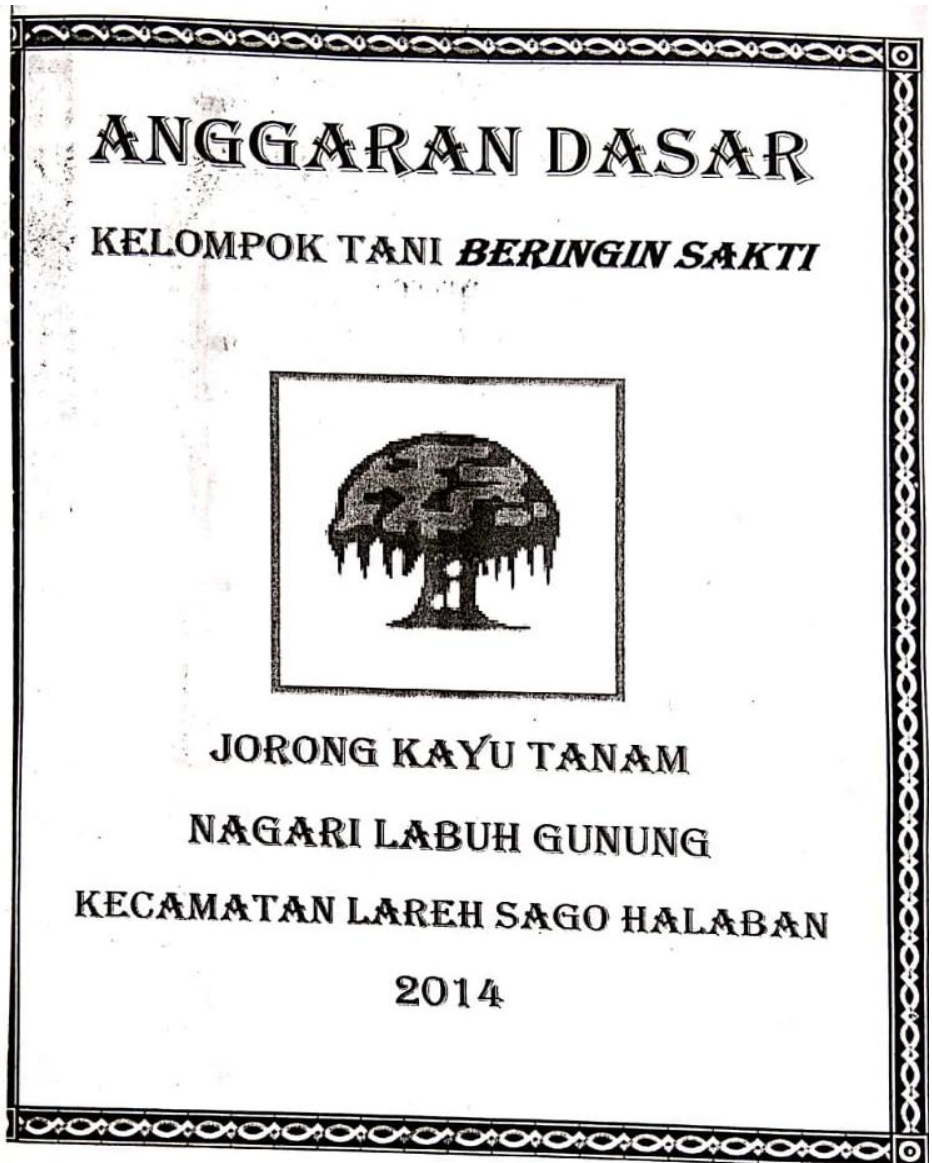 ANGGARAN DASAR
KELOMPOK TANI BERINGIN SAKTI
JORONG KAYU TANAM
NAGARI LABUH GUNUNG
KECAMATAN LAREH SAGO HALABAN
2014